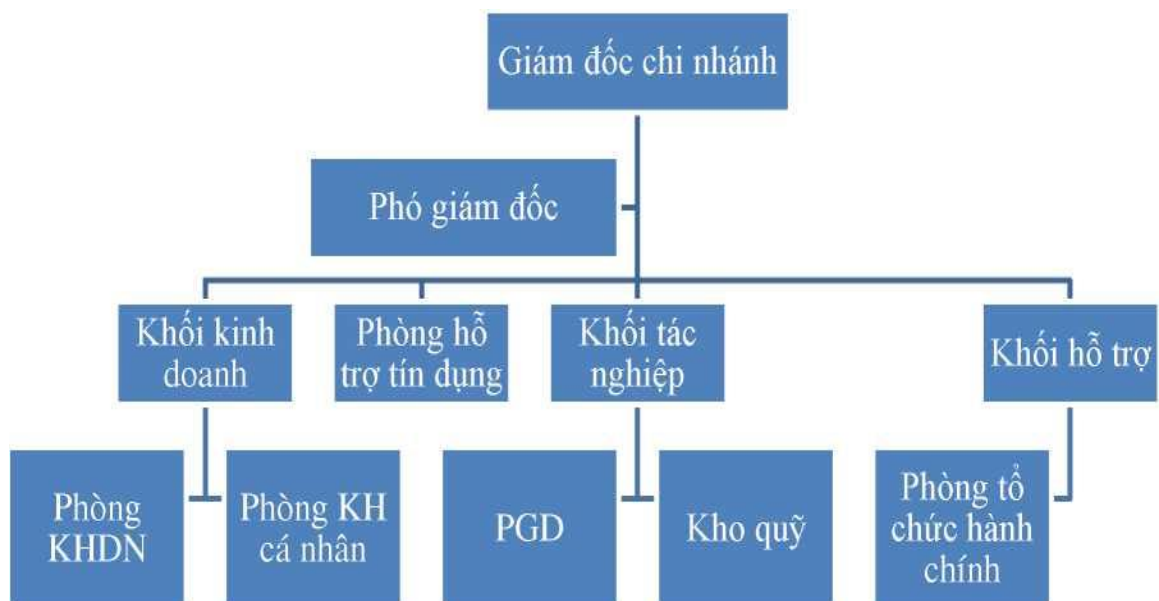 Giám đốc chi nhánh
Phó giám đốc
Khối kinh
doanh
Phòng hỗ
trợ tín dụng
Khối tác
nghiệp
Khối hỗ trợ
Phòng
KHDN
Phòng KH
cá nhân
PGD
Kho quỹ
Phòng tổ
chức hành
chính